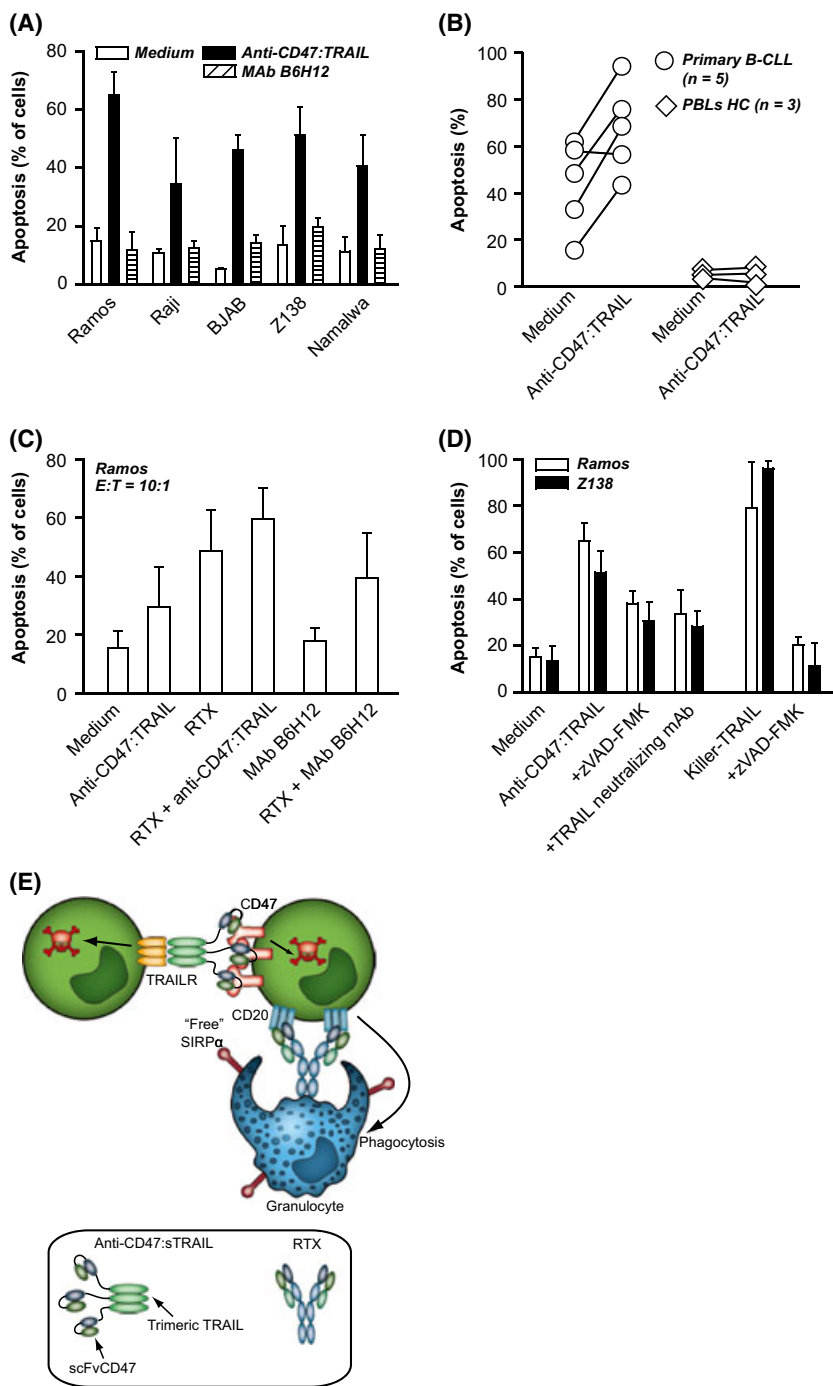 (A)
80
60
40
20
0
Apoptosis (% of cells)
Medium
Anti-CD47:TRAIL
MAb B6H12
Ramos
Raji
BJAB
Z138
Namalwa
(B)
100
80
60
40
20
0
Apoptosis (%)
Primary B-CLL
(n = 5)
PBLs HC (n = 3)
Medium
Anti-CD47:TRAIL
Medium
Anti-CD47:TRAIL
(C)
80
60
40
20
0
Apoptosis (% of cells)
Ramos
E:T = 10:1
Medium
Anti-CD47:TRAIL
RTX
RTX + anti-CD47:TRAIL
MAb B6H12
RTX + MAb B6H12
(D)
100
80
60
40
20
0
Apoptosis (% of cells)
Ramos
Z138
Medium
Anti-CD47:TRAIL
+zVAD-FMK
+TRAIL neutralizing mAb
Killer-TRAIL
+zVAD-FMK
(E)
CD47
TRAILR
CD20
"Free"
SIRPα
Phagocytosis
Granulocyte
Anti-CD47:sTRAIL
RTX
Trimeric TRAIL
scFvCD47